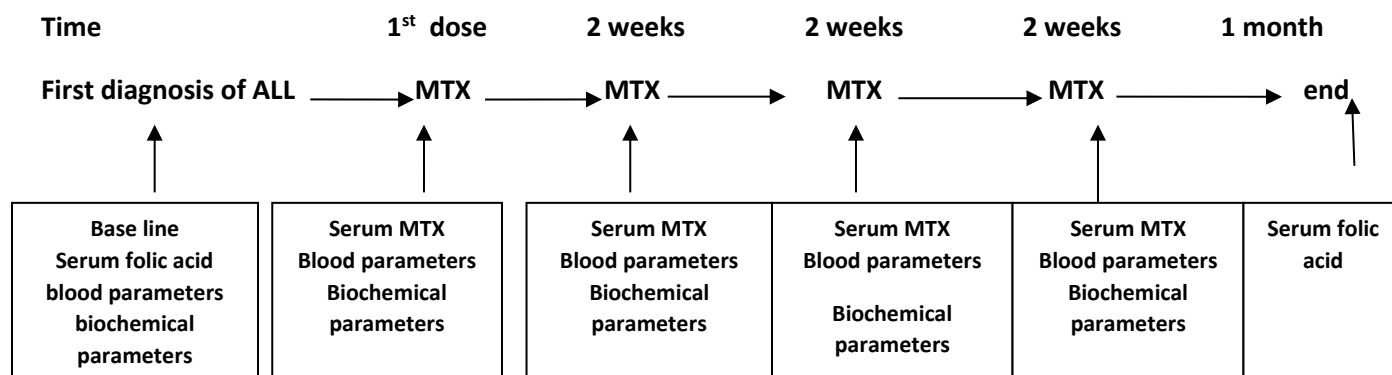 Time 1st dose 2 weeks 2 weeks 2 weeks 1 month
First diagnosis of ALL MTX MTX MTX MTX end
Base line
Serum folic acid
blood parameters
biochemical
parameters
Serum MTX
Blood parameters
Biochemical
parameters
Serum MTX
Blood parameters
Biochemical
parameters
Serum MTX
Blood parameters
Biochemical
parameters
Serum MTX
Blood parameters
Biochemical
parameters
Serum folic
acid